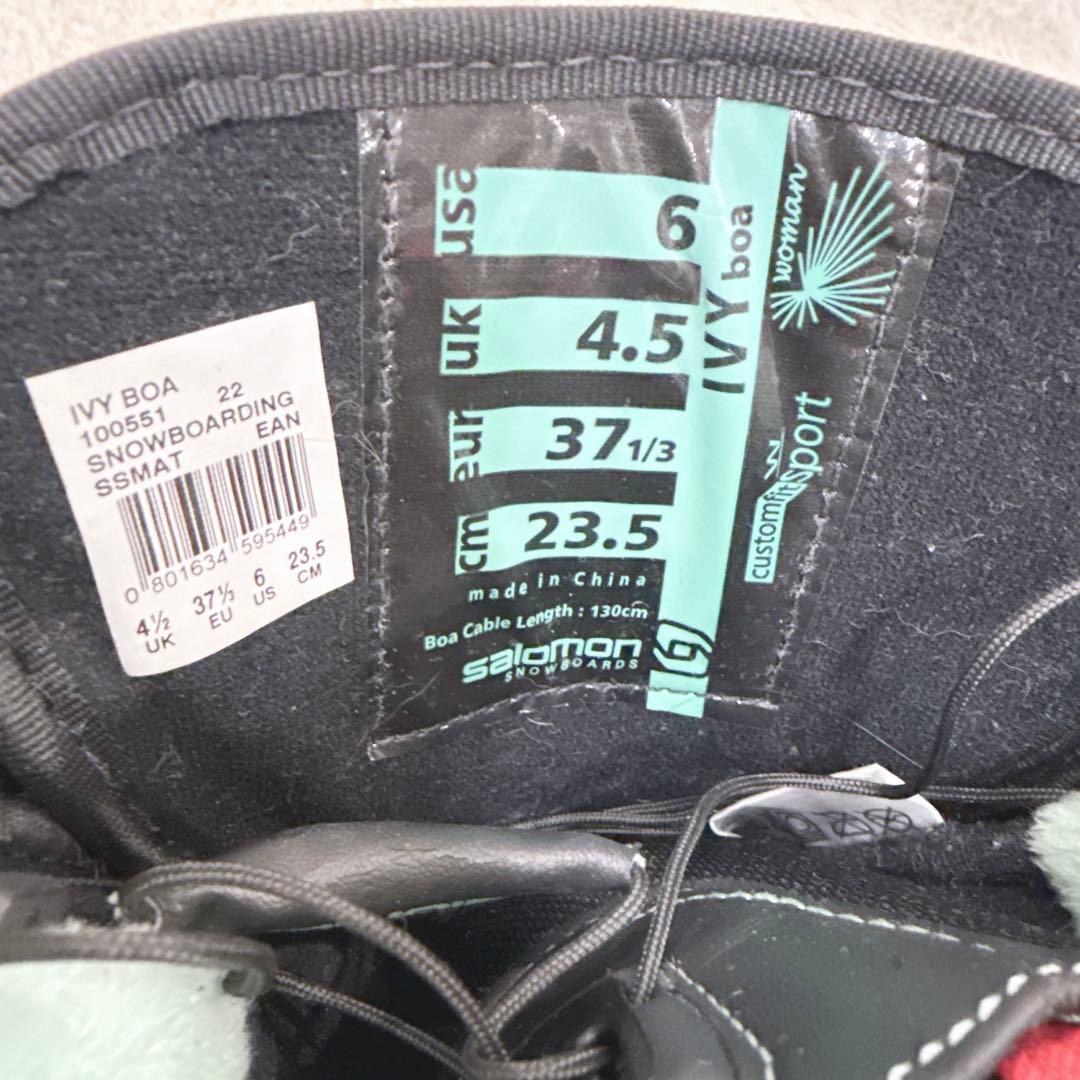 IVY BOA
100551 22
SNOWBOARDING
SSMAT EAN
0 801634 595449
4½ 37⅓ 6 23.5
UK EU US CM
usa 6
uk 4.5
eur 37 1/3
cm 23.5
made in China
Boa Cable Length : 130cm
salomon
SNOWBOARDS
IVY boa
woman
customfit sport